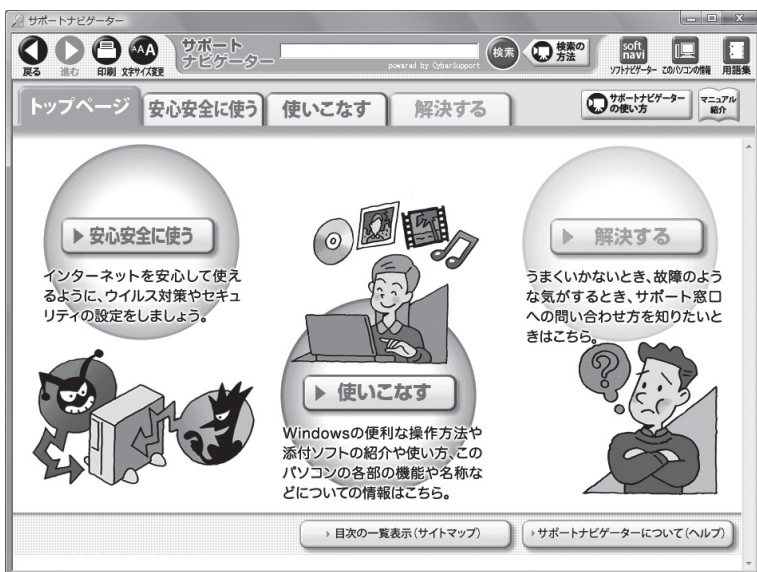 サポートナビゲーター
戻る
進む
印刷
AAA
文字サイズ変更
サポート
ナビゲーター
powered by CyberSupport
検索
検索の
方法
soft
navi
ソフトナビゲーター
このパソコンの情報
用語集
トップページ
安心安全に使う
使いこなす
解決する
サポートナビゲーター
の使い方
マニュアル
紹介
安心安全に使う
インターネットを安心して使え
るように、ウイルス対策やセキュ
リティの設定をしましょう。
使いこなす
Windowsの便利な操作方法や
添付ソフトの紹介や使い方、この
パソコンの各部の機能や名称な
どについての情報はこちら。
解決する
うまくいかないとき、故障のよう
な気がするとき、サポート窓口
への問い合わせ方を知りたいと
きはこちら。
?
目次の一覧表示(サイトマップ)
サポートナビゲーターについて(ヘルプ)